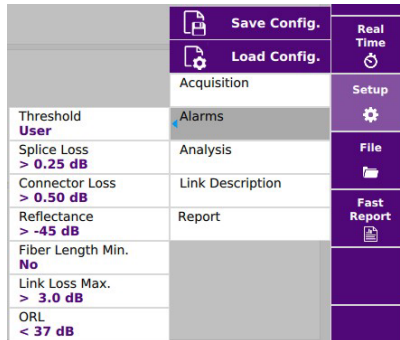 Save Config.
Load Config.
Acquisition
Alarms
Analysis
Link Description
Report
Threshold
User
Splice Loss
> 0.25 dB
Connector Loss
> 0.50 dB
Reflectance
> -45 dB
Fiber Length Min.
No
Link Loss Max.
> 3.0 dB
ORL
< 37 dB
Real
Time
Setup
File
Fast
Report